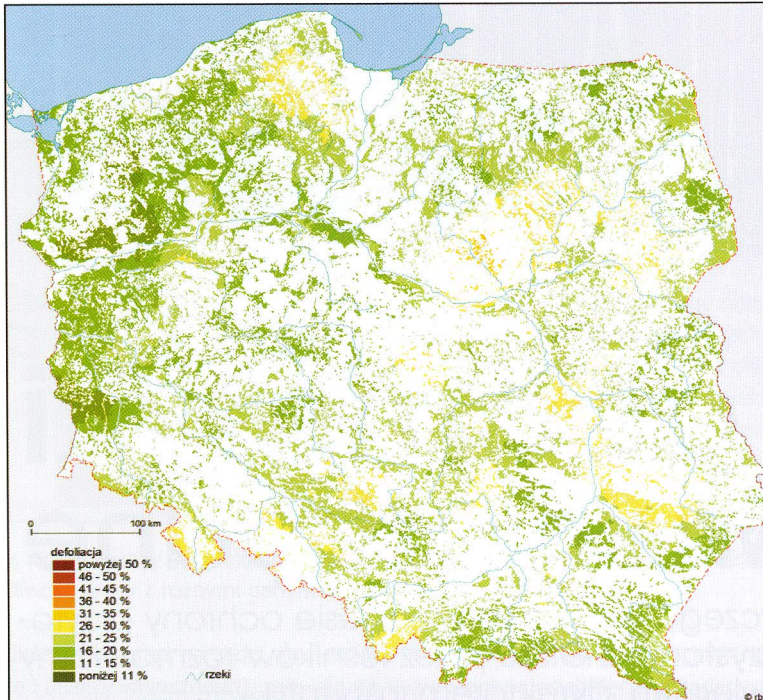 0 100 km
defoliacja
powyżej 50 %
46 - 50 %
41 - 45 %
36 - 40 %
31 - 35 %
26 - 30 %
21 - 25 %
16 - 20 %
11 - 15 %
poniżej 11 %
rzeki